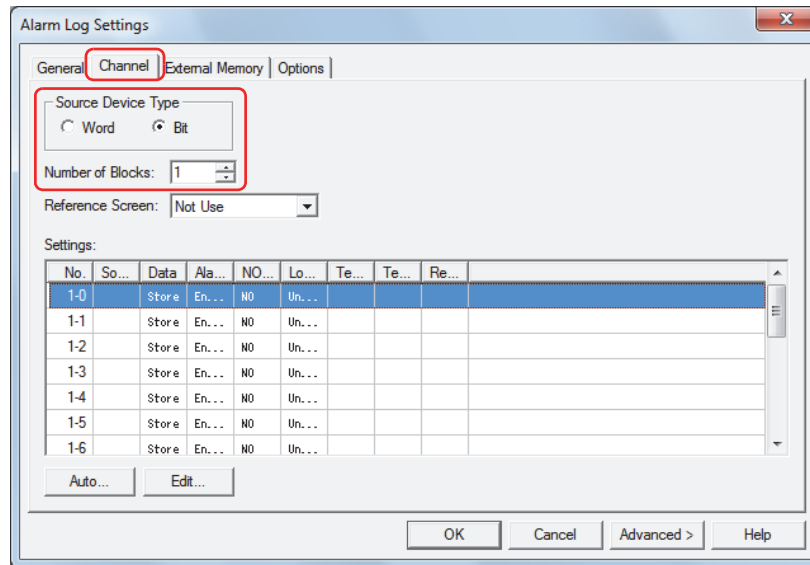 Alarm Log Settings
General Channel External Memory Options
Source Device Type
Word Bit
Number of Blocks: 1
Reference Screen: Not Use
Settings:
No. So... Data Ala... NO... Lo... Te... Te... Re...
1-0 Store En... NO Un...
1-1 Store En... NO Un...
1-2 Store En... NO Un...
1-3 Store En... NO Un...
1-4 Store En... NO Un...
1-5 Store En... NO Un...
1-6 Store En... NO Un...
Auto... Edit...
OK Cancel Advanced > Help